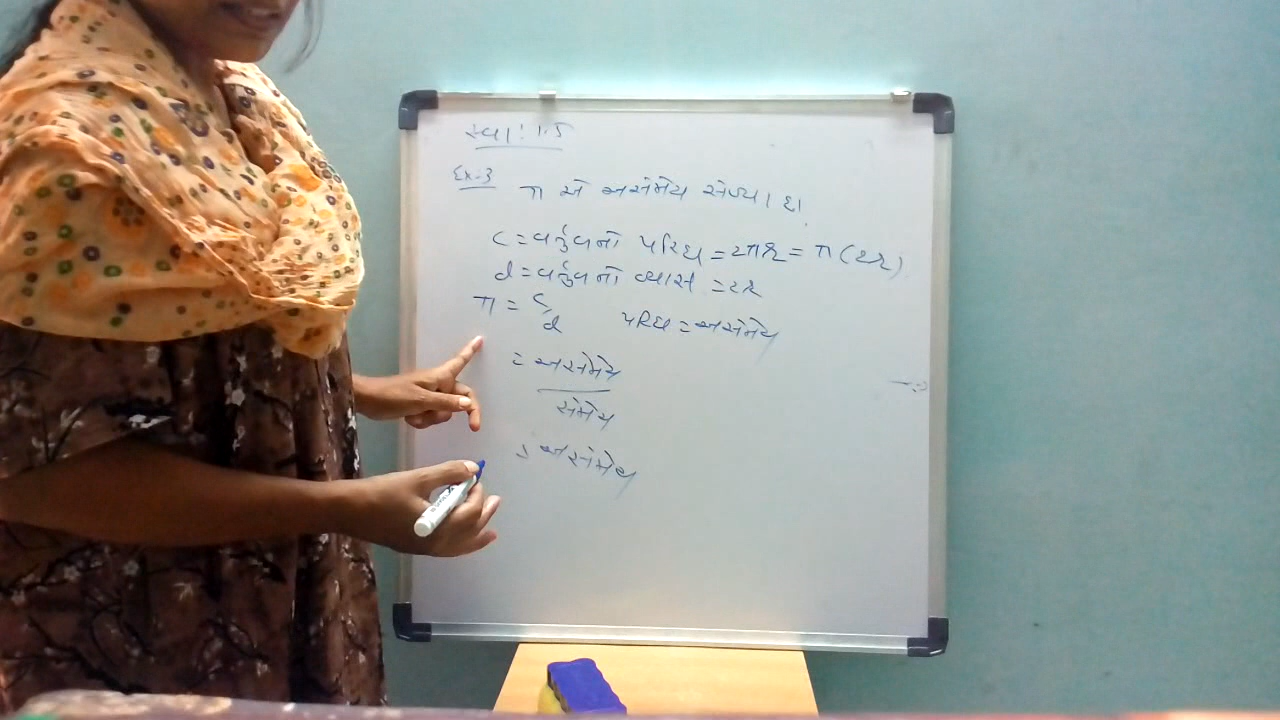 સ્વા : 1.5
Ex-3
π એ અસંમેય સંખ્યા છે.
c = વર્તુળનો પરિઘ = 2πr = π(2r)
d = વર્તુળનો વ્યાસ = 2r
π = c/d પરિઘ = અસંમેય
= અસંમેય
સંમેય
= અસંમેય